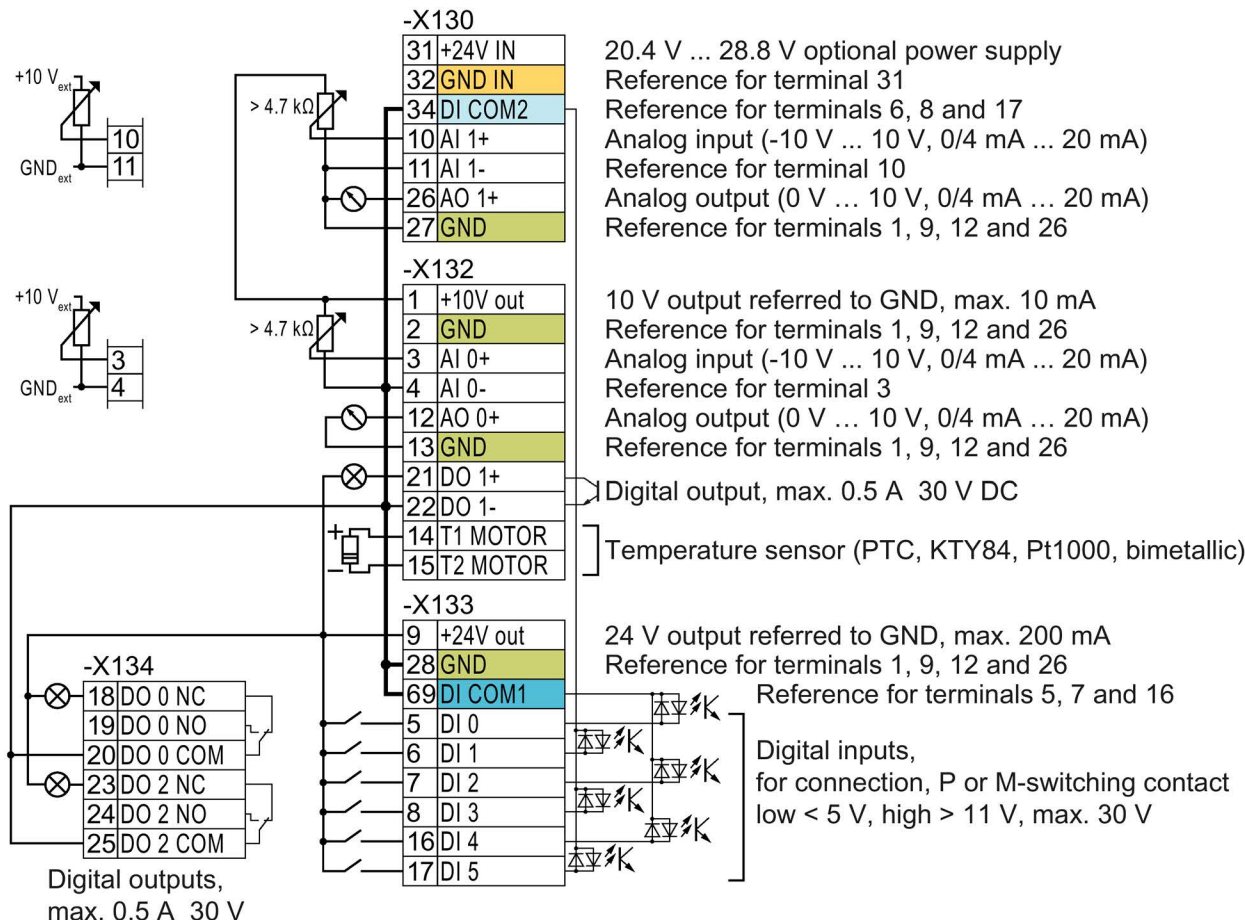 -X130
31 +24V IN 20.4 V ... 28.8 V optional power supply
32 GND IN Reference for terminal 31
34 DI COM2 Reference for terminals 6, 8 and 17
10 AI 1+ Analog input (-10 V ... 10 V, 0/4 mA ... 20 mA)
11 AI 1- Reference for terminal 10
26 AO 1+ Analog output (0 V … 10 V, 0/4 mA … 20 mA)
27 GND Reference for terminals 1, 9, 12 and 26
+10 Vext
10
GNDext 11
> 4.7 kΩ
-X132
1 +10V out 10 V output referred to GND, max. 10 mA
2 GND Reference for terminals 1, 9, 12 and 26
3 AI 0+ Analog input (-10 V ... 10 V, 0/4 mA ... 20 mA)
4 AI 0- Reference for terminal 3
12 AO 0+ Analog output (0 V … 10 V, 0/4 mA … 20 mA)
13 GND Reference for terminals 1, 9, 12 and 26
21 DO 1+
22 DO 1-
Digital output, max. 0.5 A 30 V DC
14 T1 MOTOR
15 T2 MOTOR
Temperature sensor (PTC, KTY84, Pt1000, bimetallic)
+10 Vext
3
GNDext 4
> 4.7 kΩ
+
–
-X133
9 +24V out 24 V output referred to GND, max. 200 mA
28 GND Reference for terminals 1, 9, 12 and 26
69 DI COM1 Reference for terminals 5, 7 and 16
5 DI 0
6 DI 1
7 DI 2
8 DI 3
16 DI 4
17 DI 5
Digital inputs,
for connection, P or M-switching contact
low < 5 V, high > 11 V, max. 30 V
-X134
18 DO 0 NC
19 DO 0 NO
20 DO 0 COM
23 DO 2 NC
24 DO 2 NO
25 DO 2 COM
Digital outputs,
max. 0.5 A 30 V